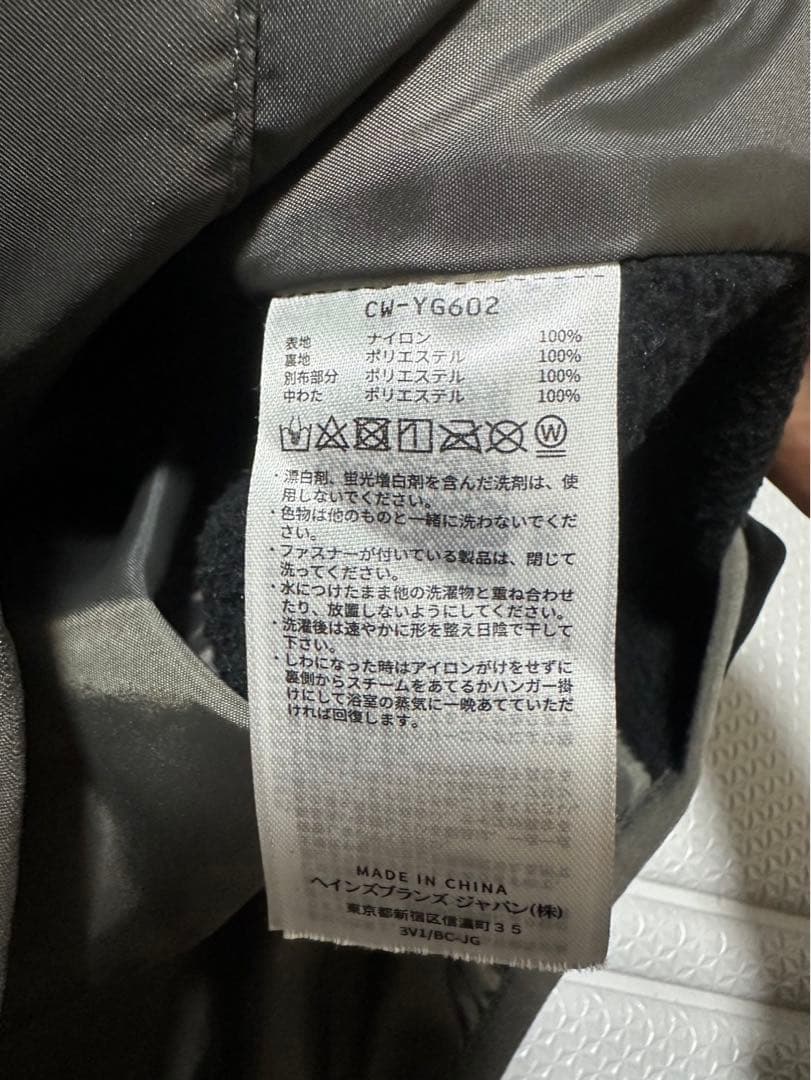 CW-YG602
表地 ナイロン 100%
裏地 ポリエステル 100%
別布部分 ポリエステル 100%
中わた ポリエステル 100%
W
・漂白剤、蛍光増白剤を含んだ洗剤は、使
用しないでください。
・色物は他のものと一緒に洗わないでくだ
さい。
・ファスナーが付いている製品は、閉じて
洗ってください。
・水につけたまま他の洗濯物と重ね合わせ
たり、放置しないようにしてください。
・洗濯後は速やかに形を整え日陰で干して
下さい。
・しわになった時はアイロンがけをせずに
裏側からスチームをあてるかハンガー掛
けにして浴室の蒸気に一晩あてていただ
ければ回復します。
MADE IN CHINA
ヘインズブランズ ジャパン(株)
東京都新宿区信濃町35
3V1/BC-JG